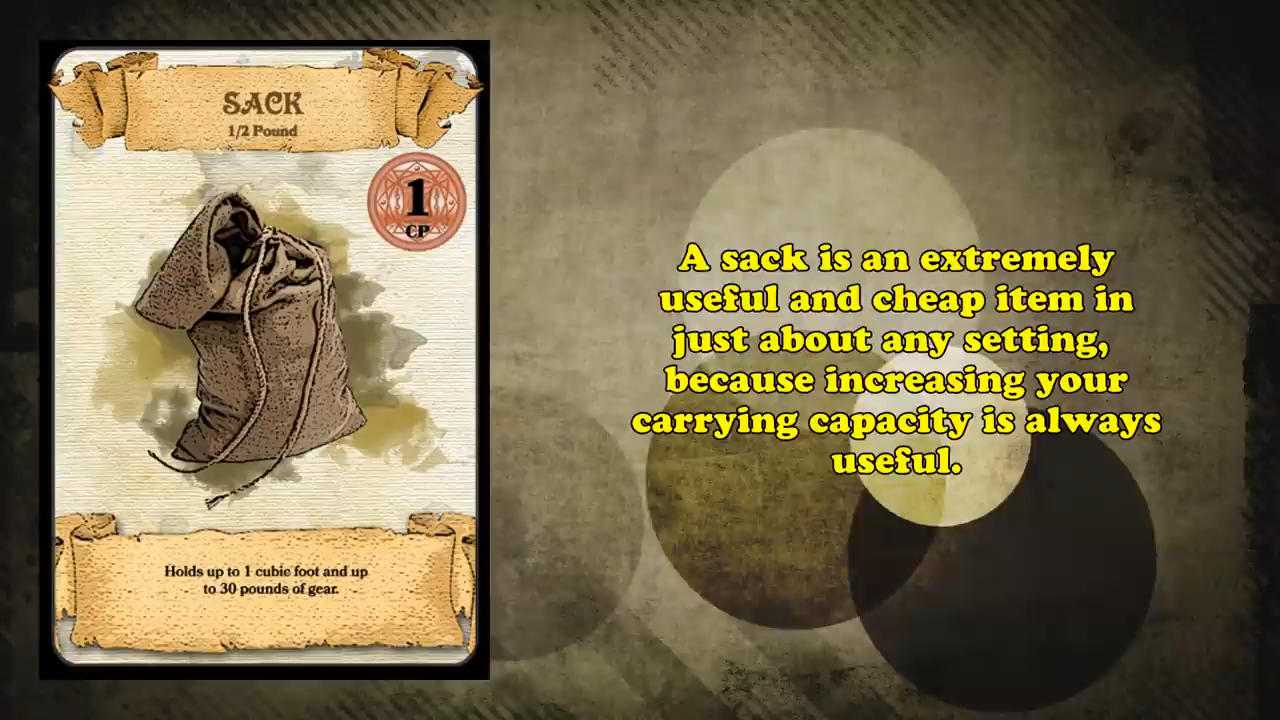 SACK
1/2 Pound
1
CP
Holds up to 1 cubic foot and up
to 30 pounds of gear.
A sack is an extremely
useful and cheap item in
just about any setting,
because increasing your
carrying capacity is always
useful.